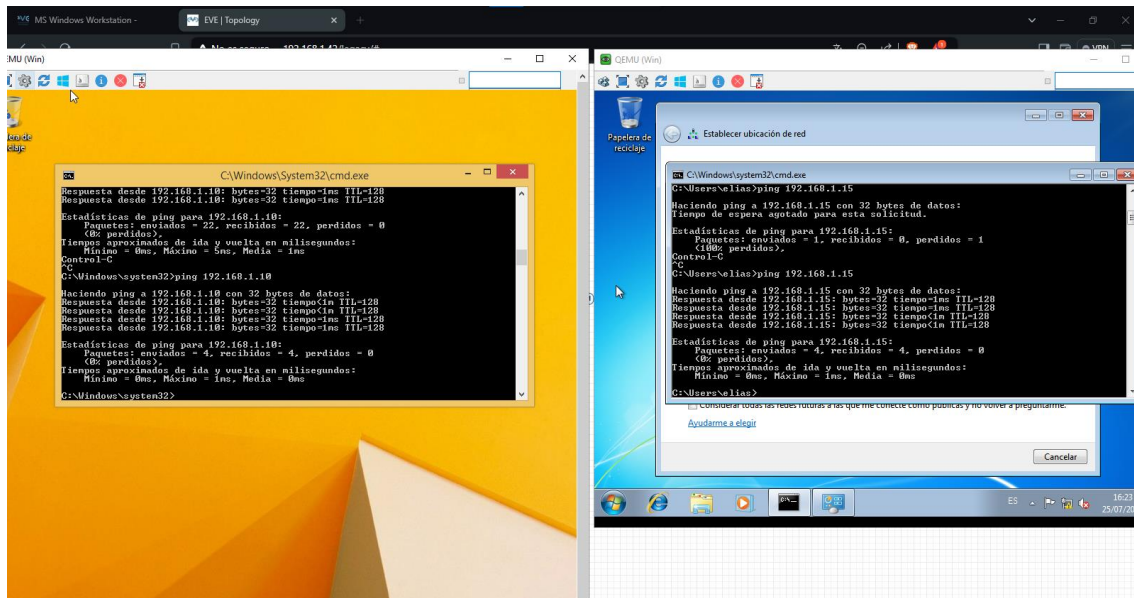 MS Windows Workstation -
EVE | Topology
QEMU (Win)
C:\Windows\System32\cmd.exe
Respuesta desde 192.168.1.10: bytes=32 tiempo=1ms TTL=128
Respuesta desde 192.168.1.10: bytes=32 tiempo=1ms TTL=128
Estadísticas de ping para 192.168.1.10:
Paquetes: enviados = 22, recibidos = 22, perdidos = 0
(0% perdidos),
Tiempos aproximados de ida y vuelta en milisegundos:
Mínimo = 0ms, Máximo = 5ms, Media = 1ms
Control-C
^C
C:\Windows\system32>ping 192.168.1.10
Haciendo ping a 192.168.1.10 con 32 bytes de datos:
Respuesta desde 192.168.1.10: bytes=32 tiempo<1m TTL=128
Respuesta desde 192.168.1.10: bytes=32 tiempo<1m TTL=128
Respuesta desde 192.168.1.10: bytes=32 tiempo=1ms TTL=128
Respuesta desde 192.168.1.10: bytes=32 tiempo=1ms TTL=128
Estadísticas de ping para 192.168.1.10:
Paquetes: enviados = 4, recibidos = 4, perdidos = 0
(0% perdidos),
Tiempos aproximados de ida y vuelta en milisegundos:
Mínimo = 0ms, Máximo = 1ms, Media = 0ms
C:\Windows\system32>
QEMU (Win)
Papelera de
reciclaje
Establecer ubicación de red
C:\Windows\system32\cmd.exe
C:\Users\elias>ping 192.168.1.15
Haciendo ping a 192.168.1.15 con 32 bytes de datos:
Tiempo de espera agotado para esta solicitud.
Estadísticas de ping para 192.168.1.15:
Paquetes: enviados = 1, recibidos = 0, perdidos = 1
(100% perdidos),
Control-C
^C
C:\Users\elias>ping 192.168.1.15
Haciendo ping a 192.168.1.15 con 32 bytes de datos:
Respuesta desde 192.168.1.15: bytes=32 tiempo=1ms TTL=128
Respuesta desde 192.168.1.15: bytes=32 tiempo<1m TTL=128
Respuesta desde 192.168.1.15: bytes=32 tiempo<1m TTL=128
Respuesta desde 192.168.1.15: bytes=32 tiempo<1m TTL=128
Estadísticas de ping para 192.168.1.15:
Paquetes: enviados = 4, recibidos = 4, perdidos = 0
(0% perdidos),
Tiempos aproximados de ida y vuelta en milisegundos:
Mínimo = 0ms, Máximo = 1ms, Media = 0ms
C:\Users\elias>
Considerar todas las redes futuras a las que me conecte como públicas y no volver a preguntarme.
Ayudarme a elegir
Cancelar
ES
16:23
25/07/20